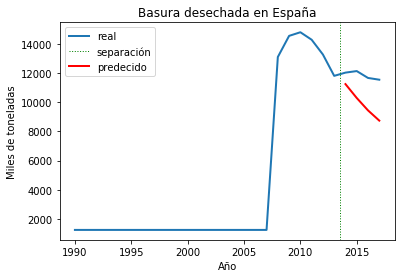 Basura desechada en España
real
separación
predecido
Miles de toneladas
14000
12000
10000
8000
6000
4000
2000
1990 1995 2000 2005 2010 2015
Año